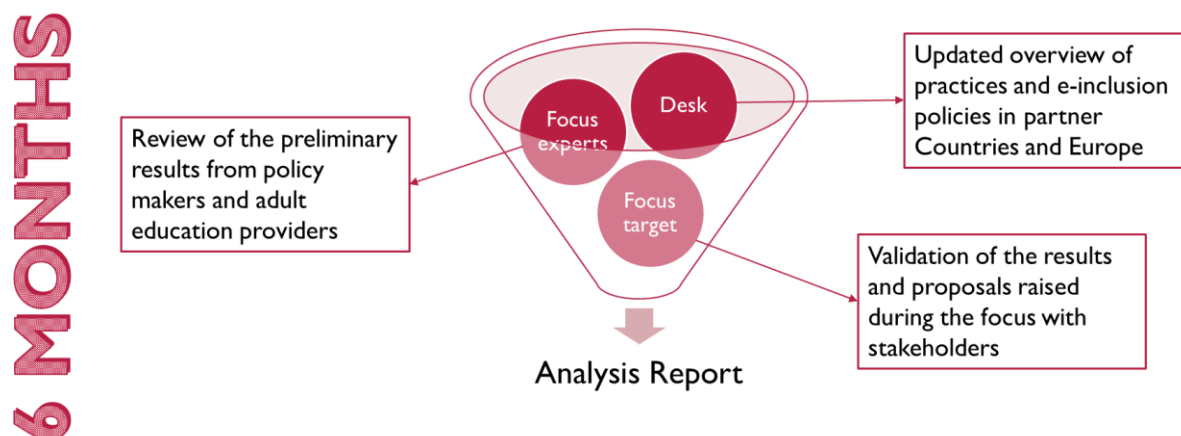 6 MONTHS
Review of the preliminary
results from policy
makers and adult
education providers
Focus
experts
Desk
Focus
target
Updated overview of
practices and e-inclusion
policies in partner
Countries and Europe
Validation of the results
and proposals raised
during the focus with
stakeholders
Analysis Report